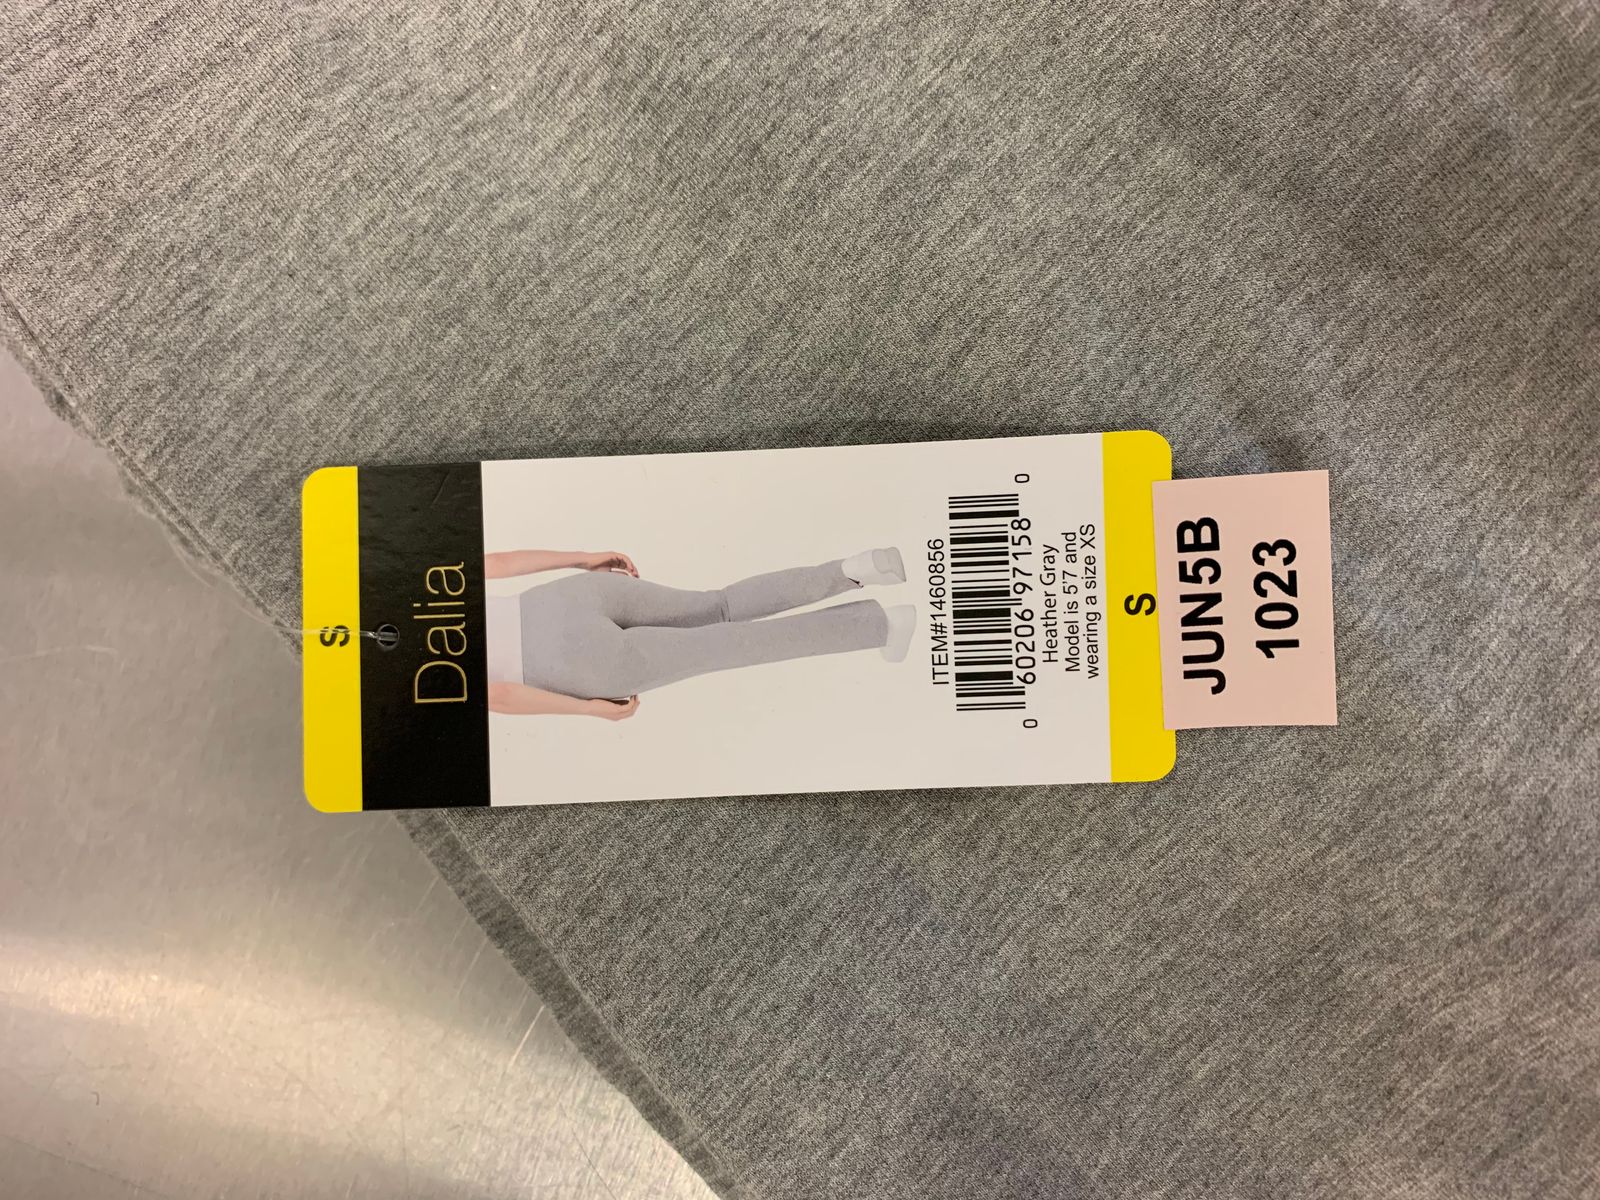 S
Dalia
ITEM#1460856
0 60206 97158 0
Heather Gray
Model is 5'7 and
wearing a size XS
S
JUN5B
1023